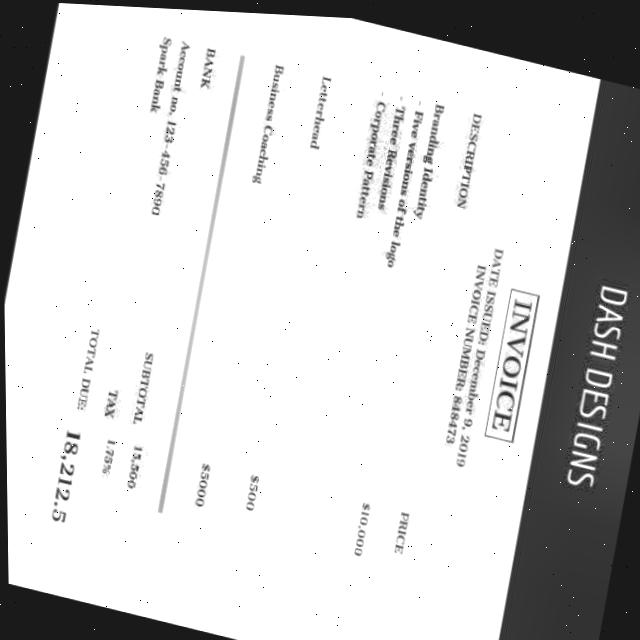 DASH DESIGNS
INVOICE
DATE ISSUED: December 9, 2019
INVOICE NUMBER: 848473
DESCRIPTION PRICE
Branding Identity $10,000
- Five versions of the logo
- Three Revisions
- Corporate Pattern
Letterhead $500
Business Coaching $5000
BANK SUBTOTAL 15,500
Account no. 123-456-7890 TAX 1.75%
Spark Bank TOTAL DUE: 18,212.5